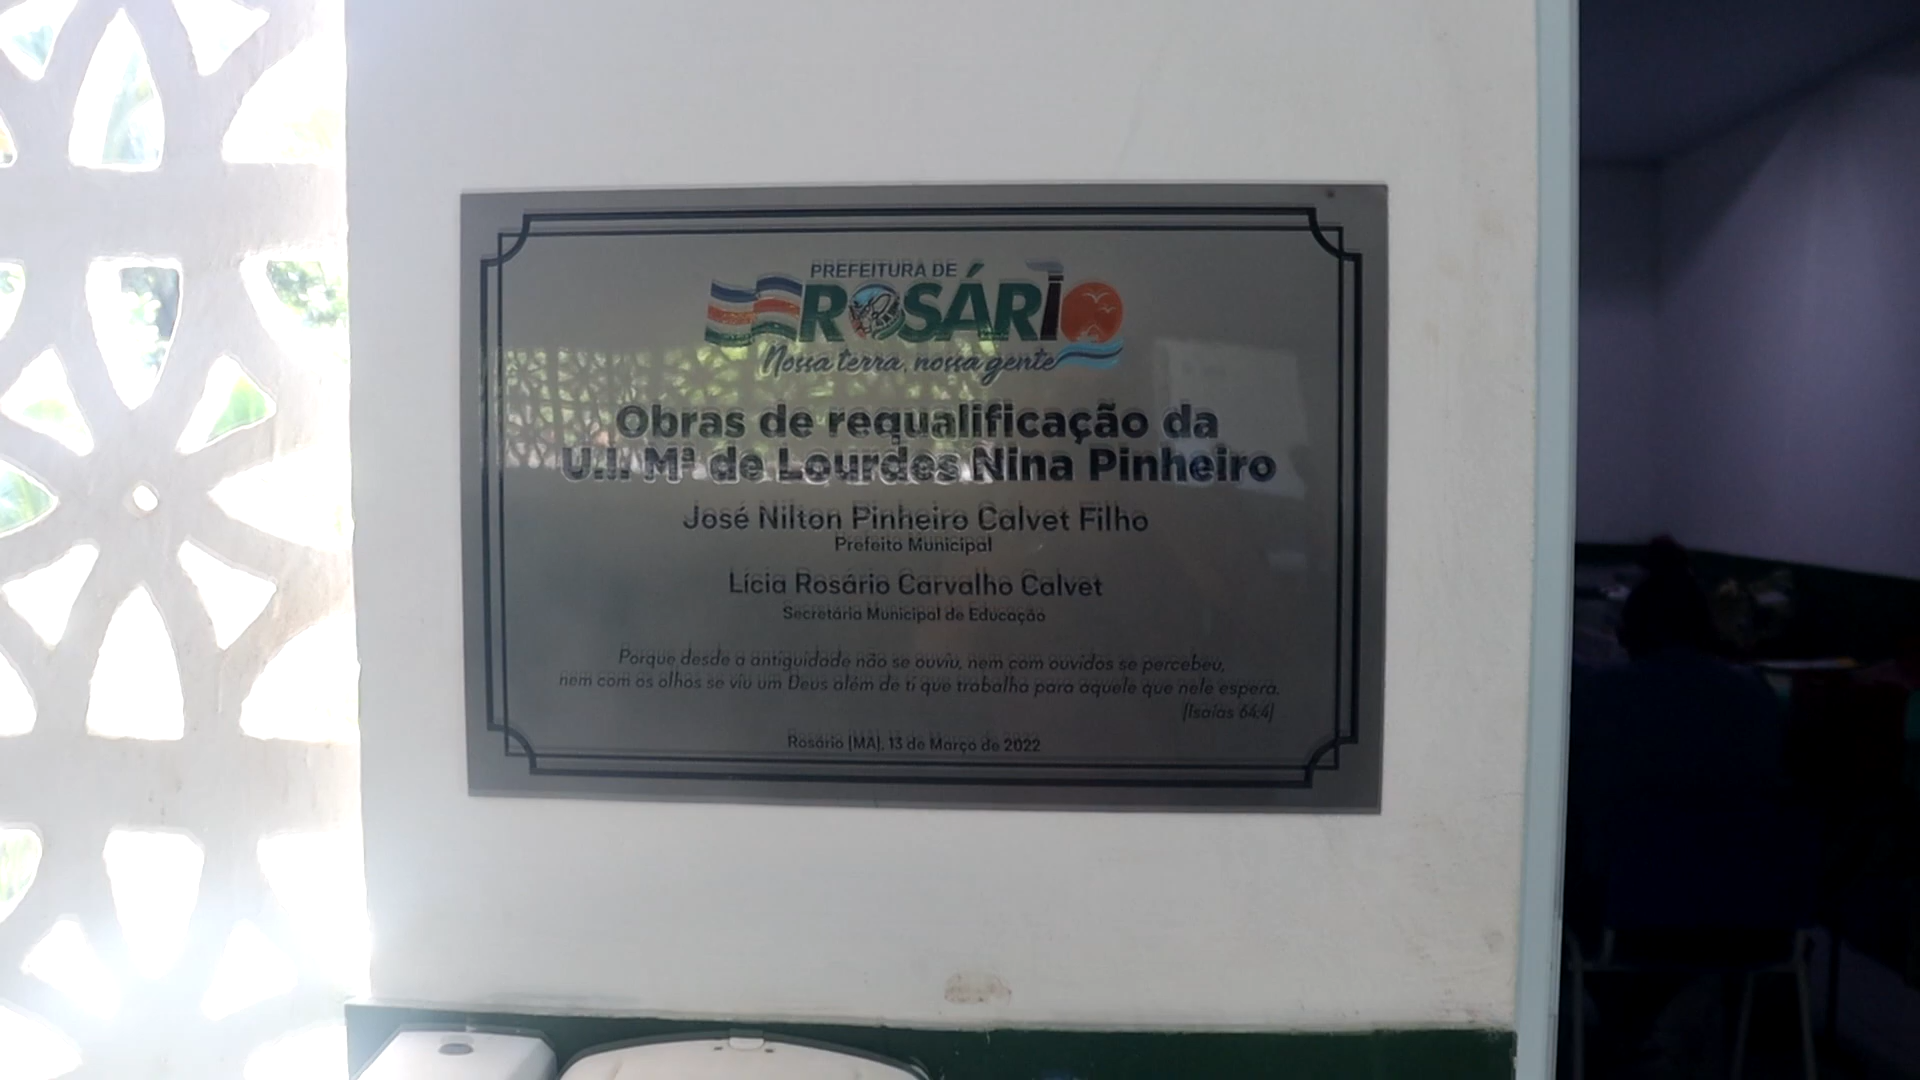 PREFEITURA DE
ROSÁRIO
Nossa terra, nossa gente
Obras de requalificação da
U.I. Mª de Lourdes Nina Pinheiro
José Nilton Pinheiro Calvet Filho
Prefeito Municipal
Lícia Rosário Carvalho Calvet
Secretária Municipal de Educação
Porque desde a antiguidade não se ouviu, nem com ouvidos se percebeu,
nem com os olhos se viu um Deus além de ti que trabalha para aquele que nele espera.
(Isaías 64:4)
Rosário (MA), 13 de Março de 2022